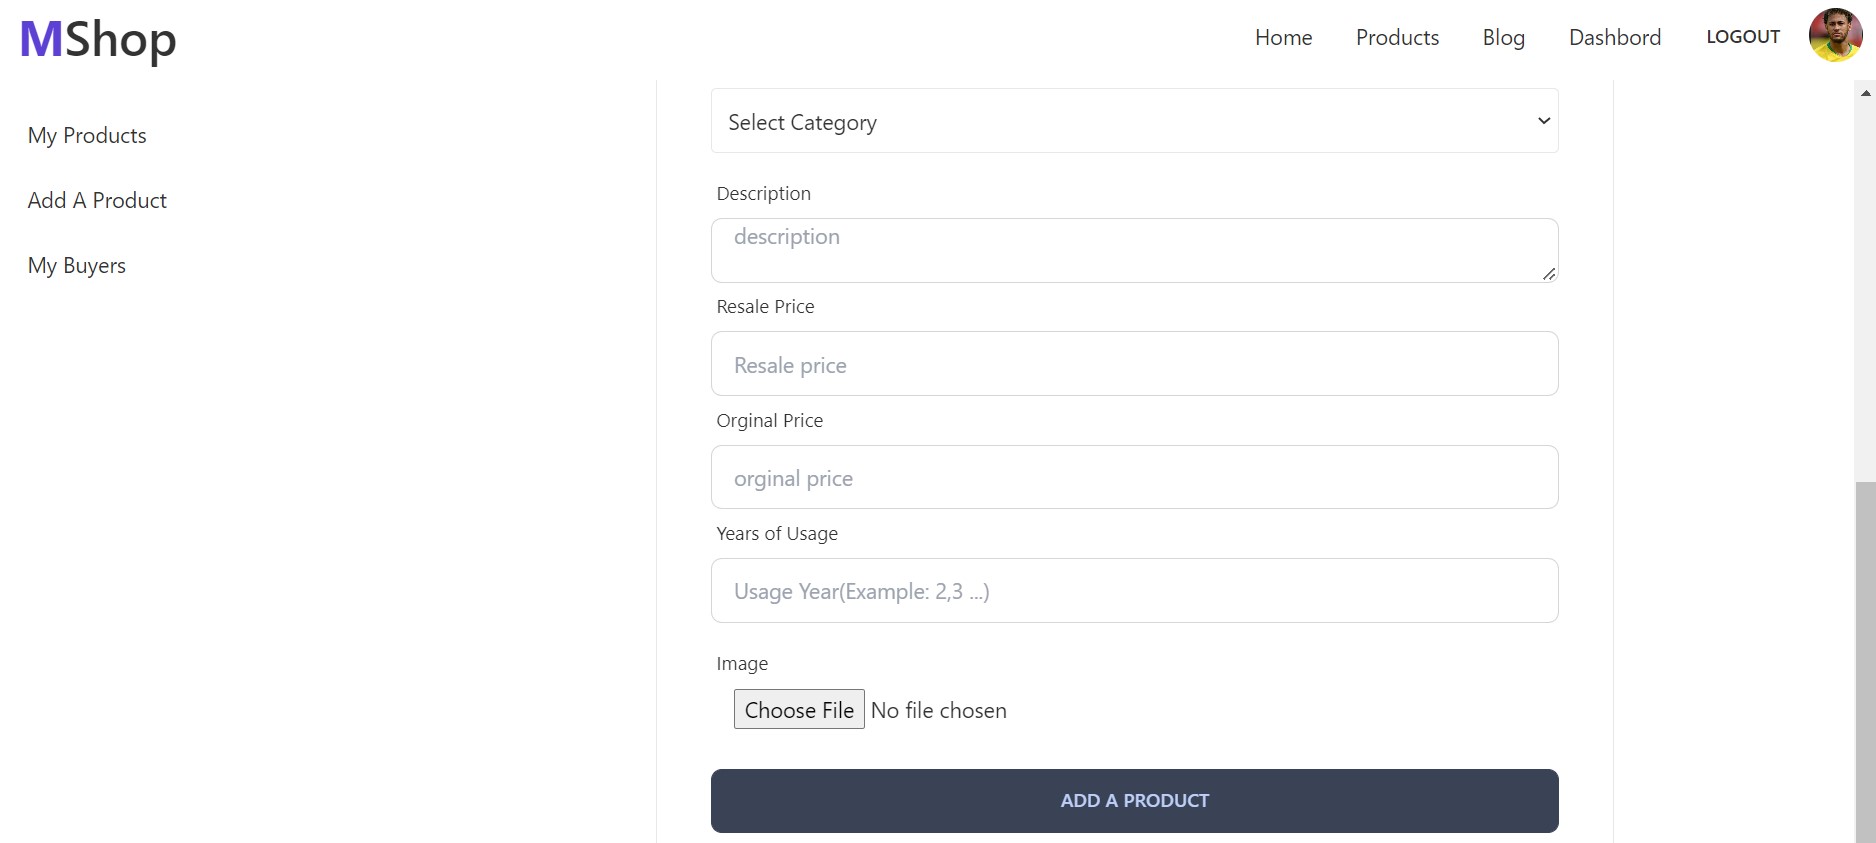 MShop
Home Products Blog Dashbord LOGOUT
My Products
Add A Product
My Buyers
Select Category
Description
description
Resale Price
Resale price
Orginal Price
orginal price
Years of Usage
Usage Year(Example: 2,3 ...)
Image
Choose File No file chosen
ADD A PRODUCT